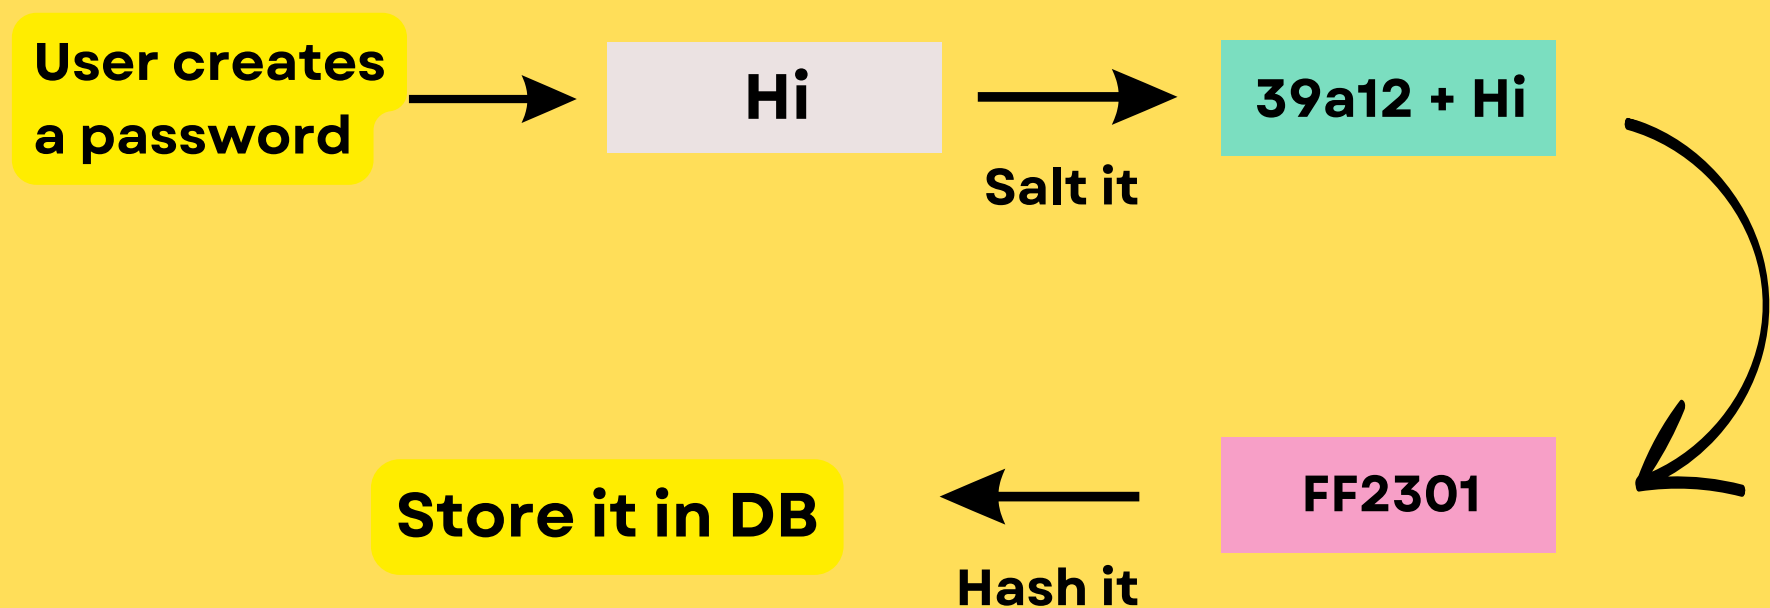 User creates
a password
Hi
Salt it
39a12 + Hi
FF2301
Hash it
Store it in DB